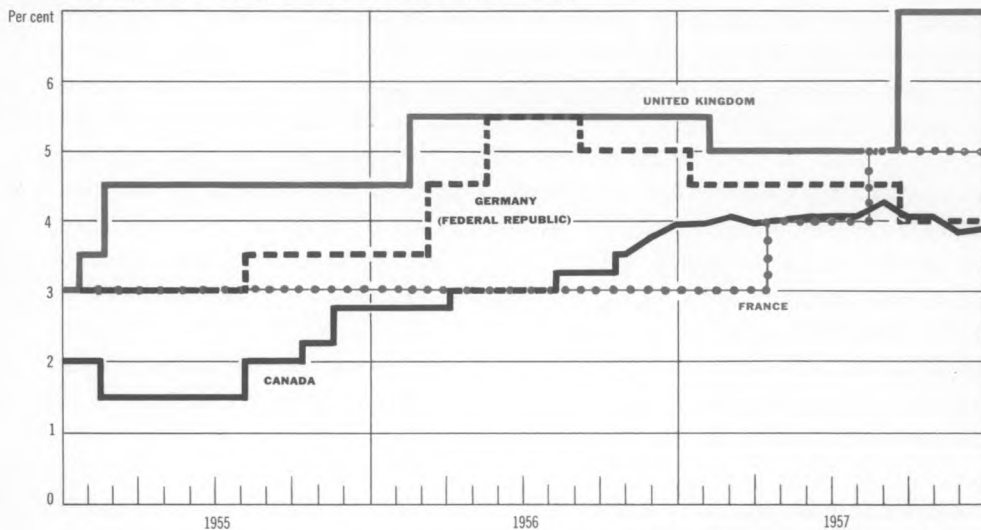 Per cent
6
UNITED KINGDOM
5
GERMANY
(FEDERAL REPUBLIC)
4
3
FRANCE
2
CANADA
1
0
1955 1956 1957